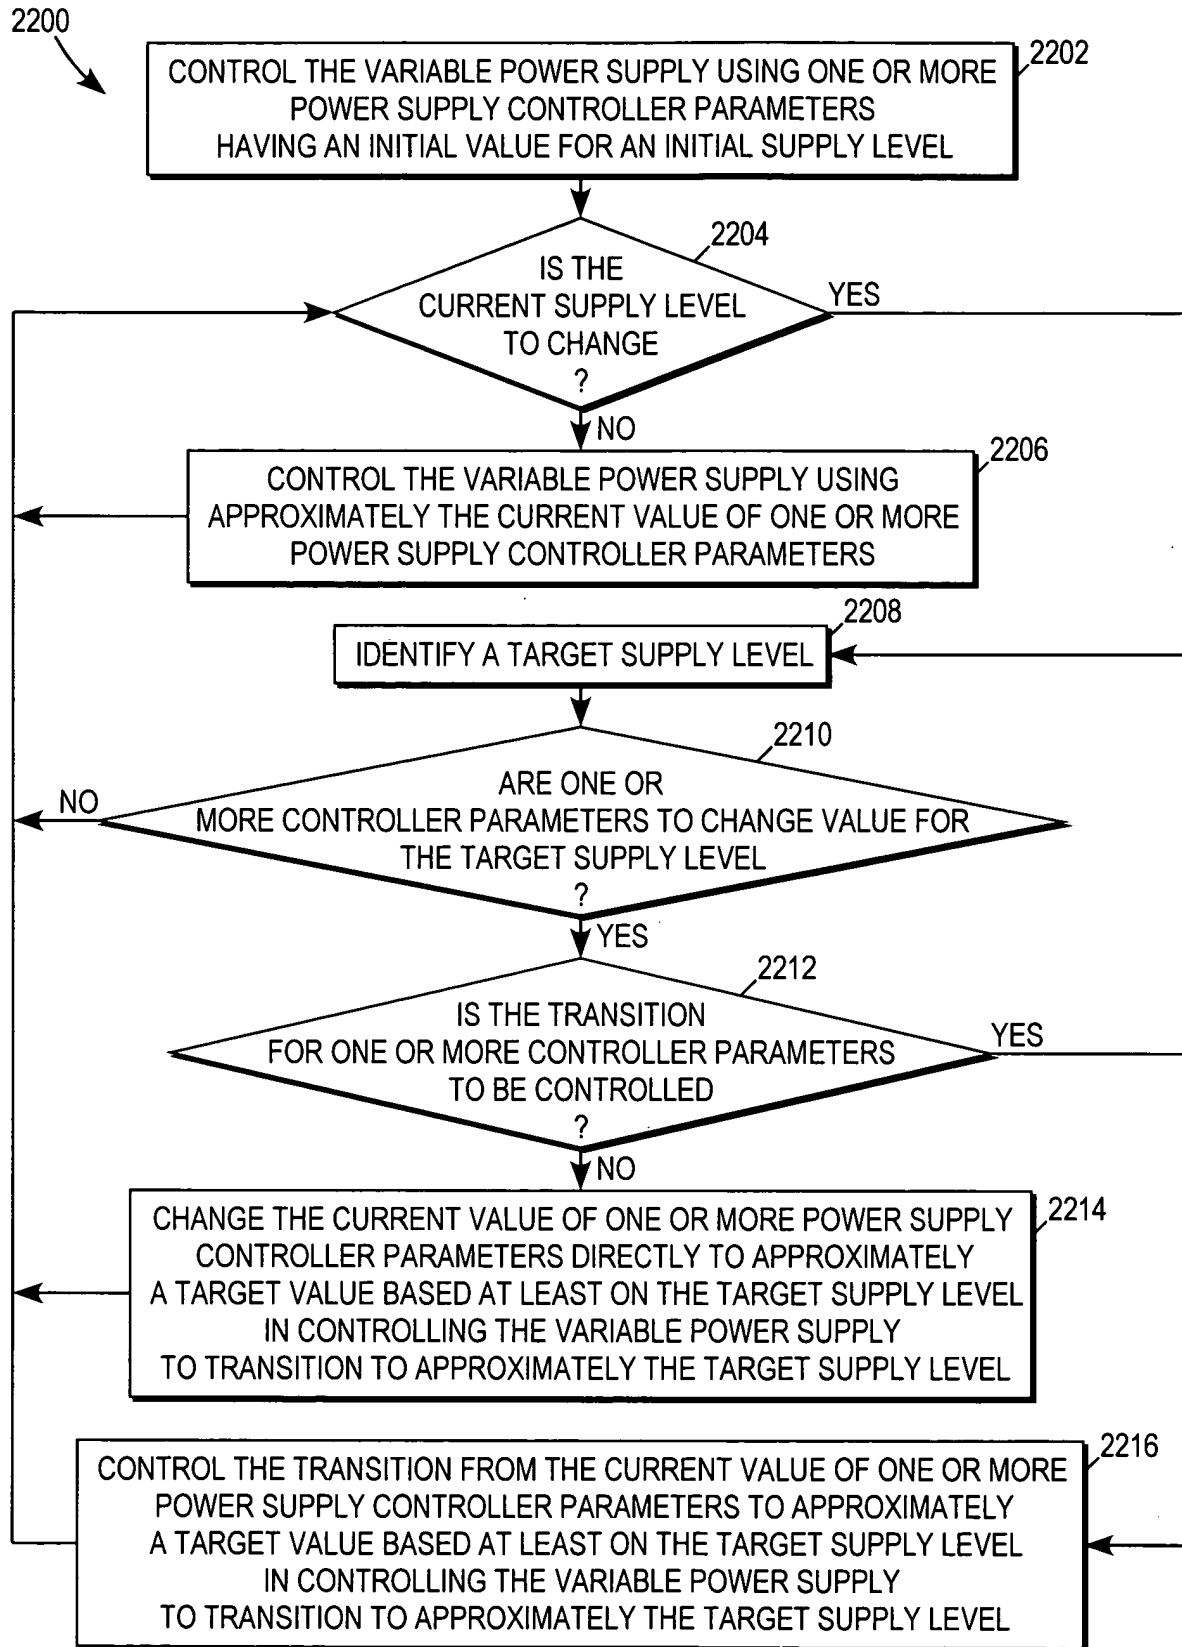 2200
CONTROL THE VARIABLE POWER SUPPLY USING ONE OR MORE
POWER SUPPLY CONTROLLER PARAMETERS
HAVING AN INITIAL VALUE FOR AN INITIAL SUPPLY LEVEL
2202
2204
IS THE
CURRENT SUPPLY LEVEL
TO CHANGE
?
YES
NO
2206
CONTROL THE VARIABLE POWER SUPPLY USING
APPROXIMATELY THE CURRENT VALUE OF ONE OR MORE
POWER SUPPLY CONTROLLER PARAMETERS
2208
IDENTIFY A TARGET SUPPLY LEVEL
2210
ARE ONE OR
MORE CONTROLLER PARAMETERS TO CHANGE VALUE FOR
THE TARGET SUPPLY LEVEL
?
NO
YES
2212
IS THE TRANSITION
FOR ONE OR MORE CONTROLLER PARAMETERS
TO BE CONTROLLED
?
YES
NO
2214
CHANGE THE CURRENT VALUE OF ONE OR MORE POWER SUPPLY
CONTROLLER PARAMETERS DIRECTLY TO APPROXIMATELY
A TARGET VALUE BASED AT LEAST ON THE TARGET SUPPLY LEVEL
IN CONTROLLING THE VARIABLE POWER SUPPLY
TO TRANSITION TO APPROXIMATELY THE TARGET SUPPLY LEVEL
2216
CONTROL THE TRANSITION FROM THE CURRENT VALUE OF ONE OR MORE
POWER SUPPLY CONTROLLER PARAMETERS TO APPROXIMATELY
A TARGET VALUE BASED AT LEAST ON THE TARGET SUPPLY LEVEL
IN CONTROLLING THE VARIABLE POWER SUPPLY
TO TRANSITION TO APPROXIMATELY THE TARGET SUPPLY LEVEL